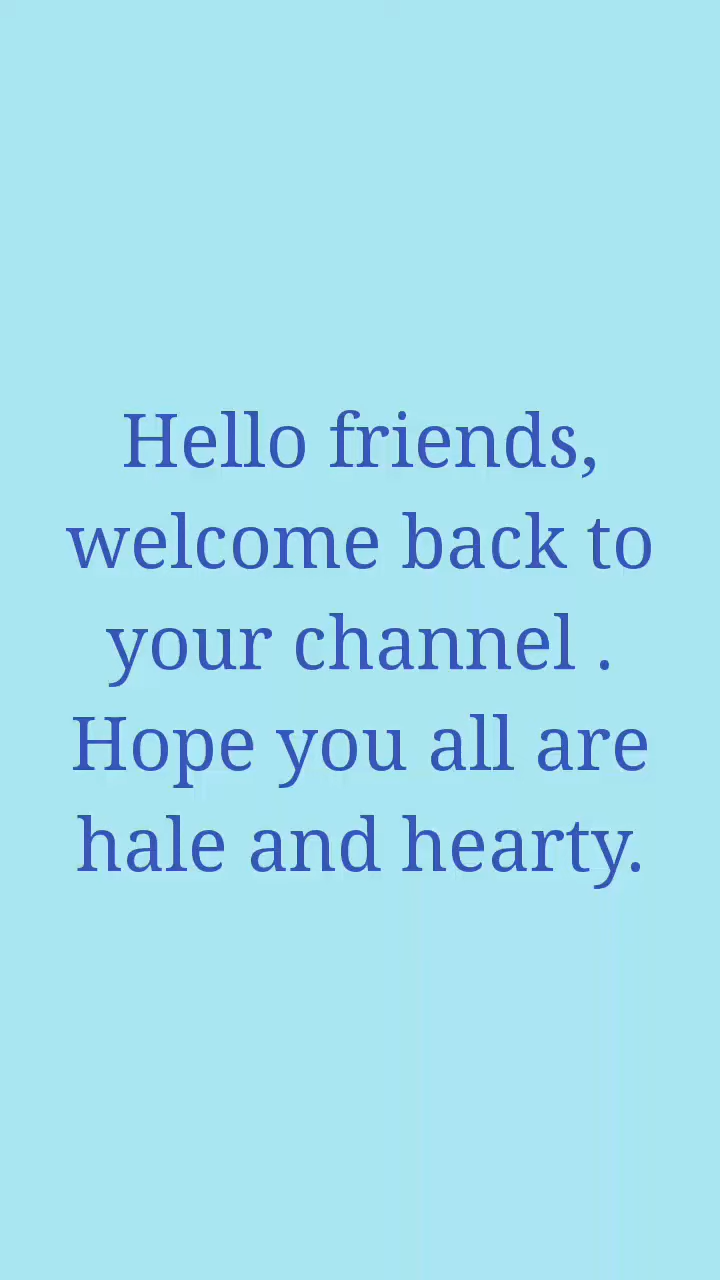 Hello friends,
welcome back to
your channel .
Hope you all are
hale and hearty.